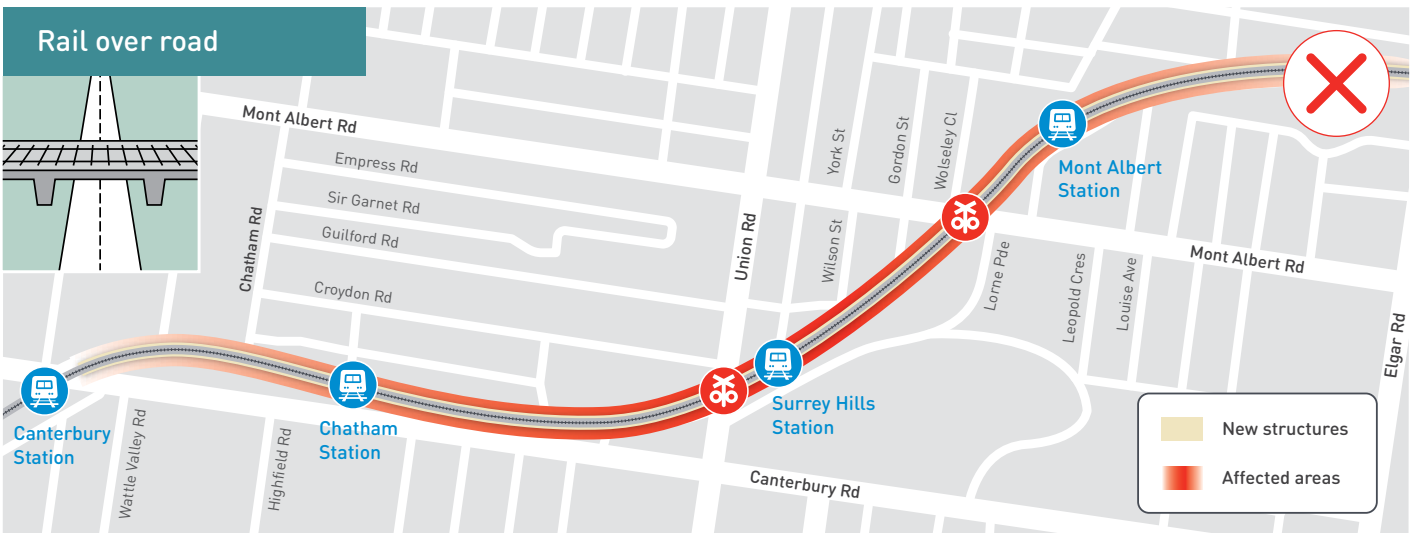 Rail over road
Mont Albert Rd
Empress Rd
Sir Garnet Rd
Guilford Rd
Croydon Rd
Chatham Rd
Union Rd
York St
Gordon St
Wolseley Cl
Wilson St
Mont Albert
Station
Mont Albert Rd
Lorne Pde
Leopold Cres
Louise Ave
Elgar Rd
Canterbury
Station
Wattle Valley Rd
Highfield Rd
Chatham
Station
Surrey Hills
Station
Canterbury Rd
New structures
Affected areas